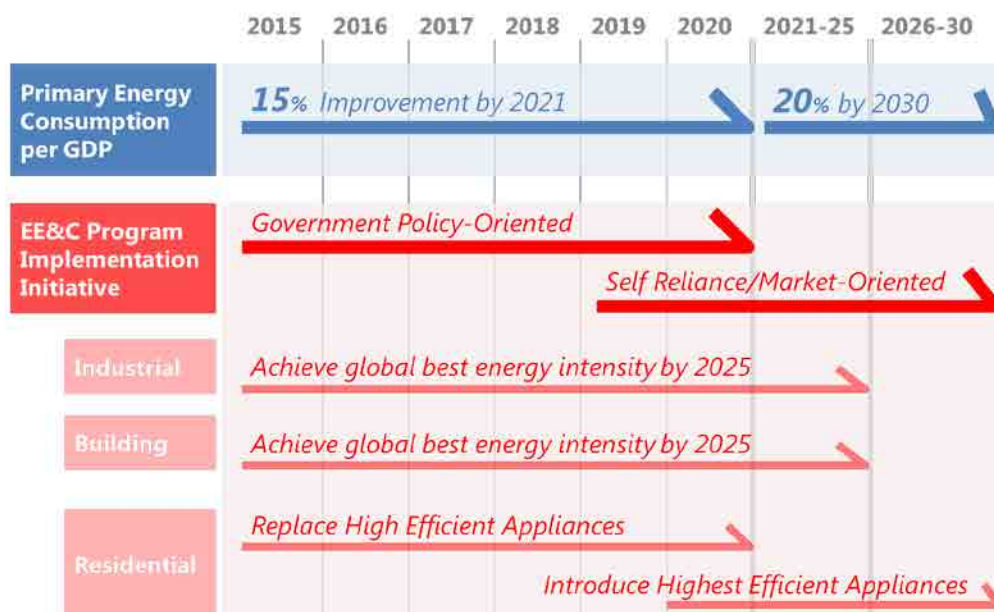 2015 2016 2017 2018 2019 2020 2021-25 2026-30
Primary Energy
Consumption
per GDP
15% Improvement by 2021
20% by 2030
EE&C Program
Implementation
Initiative
Government Policy-Oriented
Self Reliance/Market-Oriented
Industrial
Achieve global best energy intensity by 2025
Building
Achieve global best energy intensity by 2025
Residential
Replace High Efficient Appliances
Introduce Highest Efficient Appliances